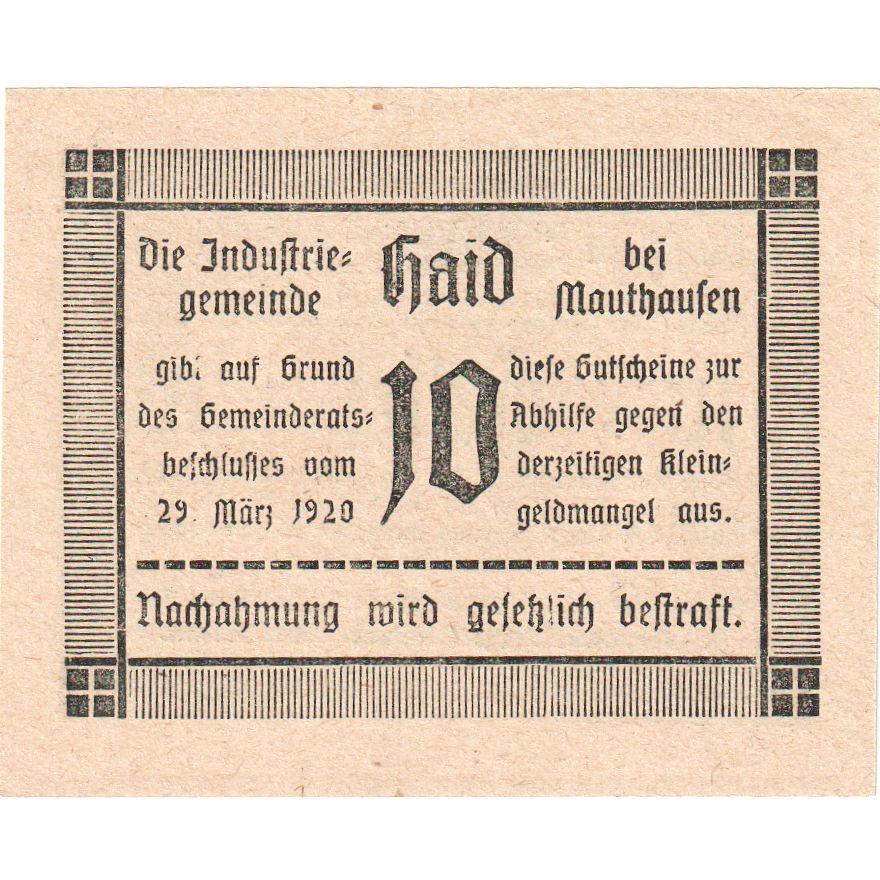 Die Industrie-
gemeinde
Haid
bei
Mauthausen
gibt auf Grund
des Gemeinderats-
beschlusses vom
29. März 1920
10
diese Gutscheine zur
Abhilfe gegen den
derzeitigen Klein-
geldmangel aus.
Nachahmung wird gesetzlich bestraft.